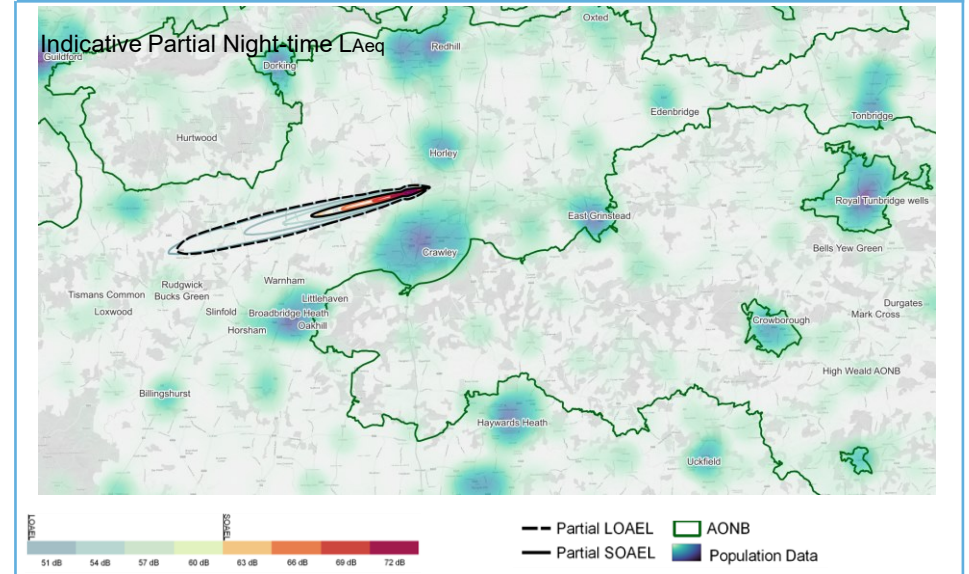 Indicative Partial Night-time LAeq
Oxted
Redhill
Guildford
Dorking
Edenbridge
Tonbridge
Hurtwood
Horley
Royal Tunbridge wells
East Grinstead
Crawley
Bells Yew Green
Warnham
Rudgwick
Tismans Common
Bucks Green
Littlehaven
Durgates
Loxwood
Slinfold
Broadbridge Heath
Mark Cross
Horsham
Oakhill
Crowborough
High Weald AONB
Billingshurst
Haywards Heath
Uckfield
LOAEL
SOAEL
51 dB
54 dB
57 dB
60 dB
63 dB
66 dB
69 dB
72 dB
Partial LOAEL
AONB
Partial SOAEL
Population Data